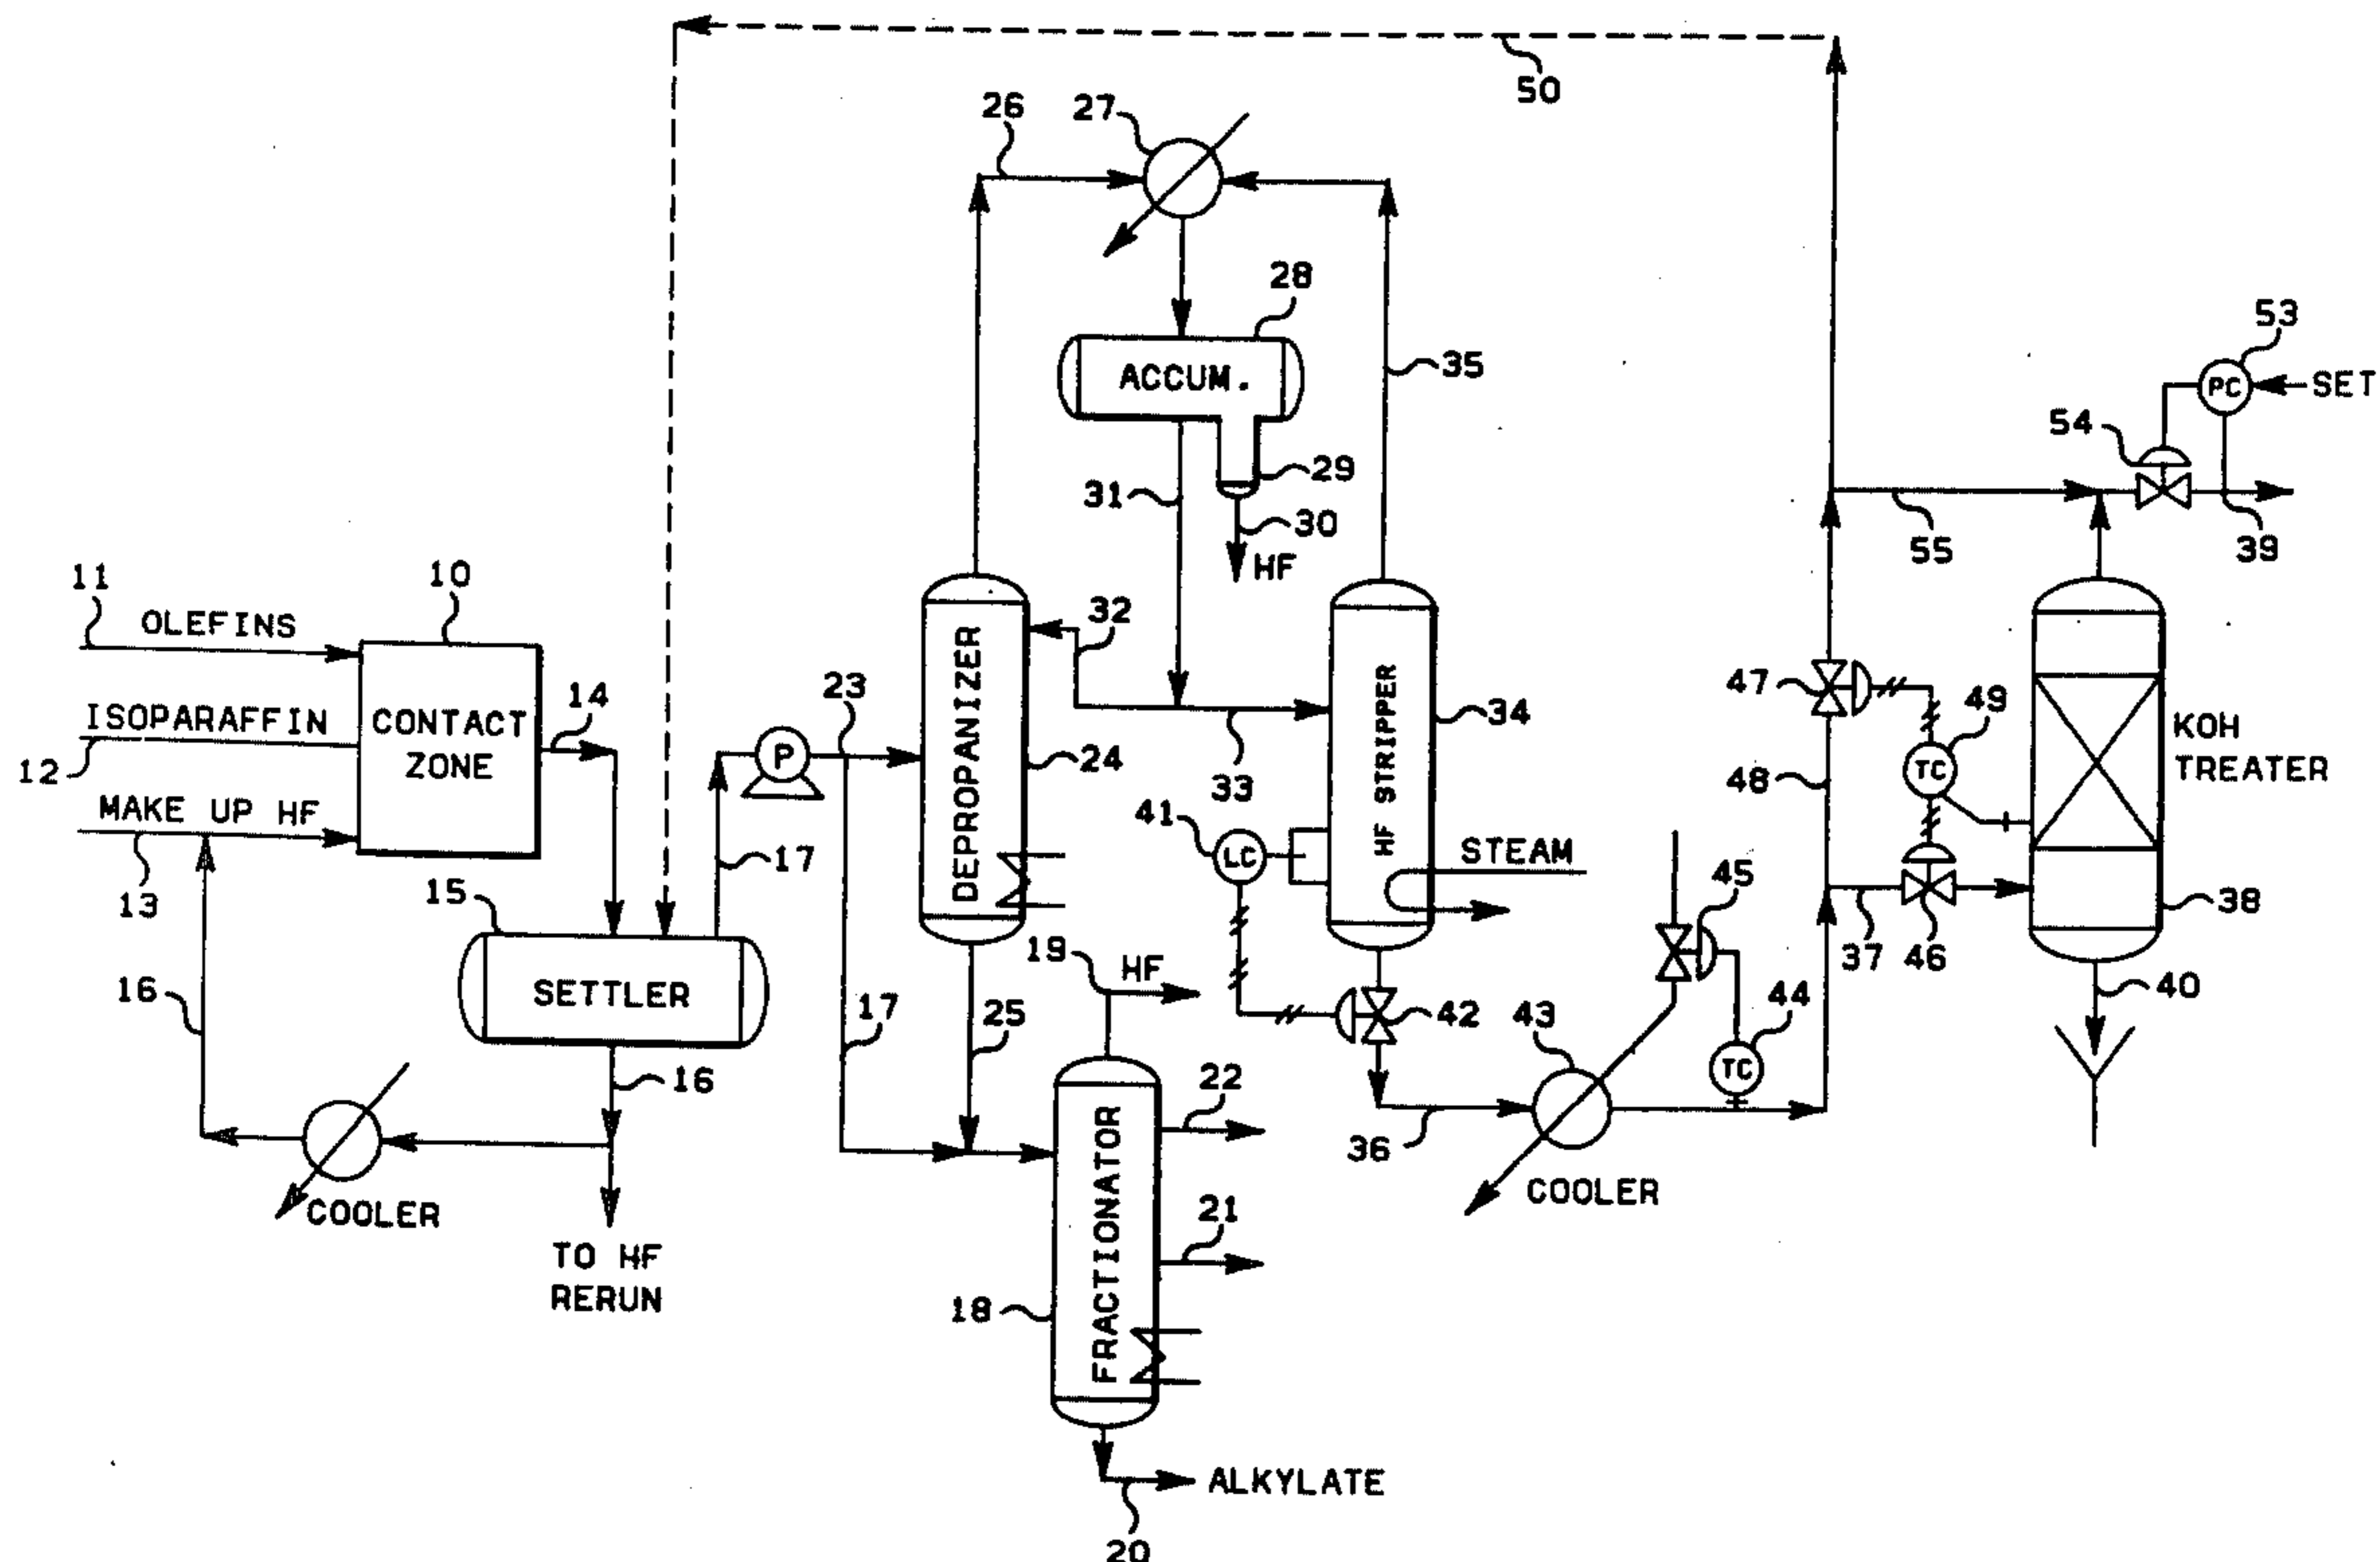 50
26
27
28
ACCUM.
35
53
PC
SET
54
31
29
30
HF
55
39
11
OLEFINS
10
32
ISOPARAFFIN
12
CONTACT
ZONE
14
23
P
DEPROPANIZER
24
33
HF STRIPPER
34
47
49
TC
48
KOH
TREATER
MAKE UP HF
13
17
41
LC
STEAM
45
37
46
38
15
SETTLER
16
16
17
25
19
HF
42
43
44
TC
40
COOLER
TO HF
RERUN
18
FRACTIONATOR
22
21
36
COOLER
20
ALKYLATE